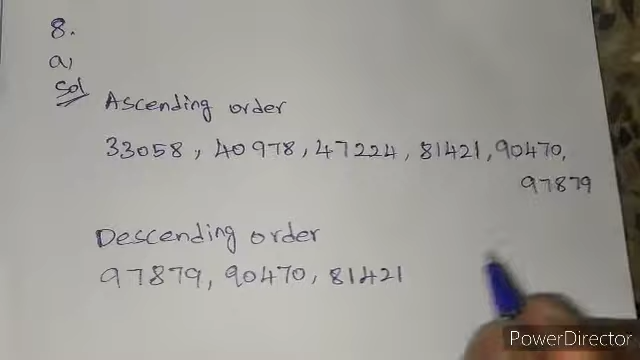 8.
a,
Sol
Ascending order
33058, 40978, 47224, 81421, 90470,
97879
Descending order
97879, 90470, 81421
PowerDirector